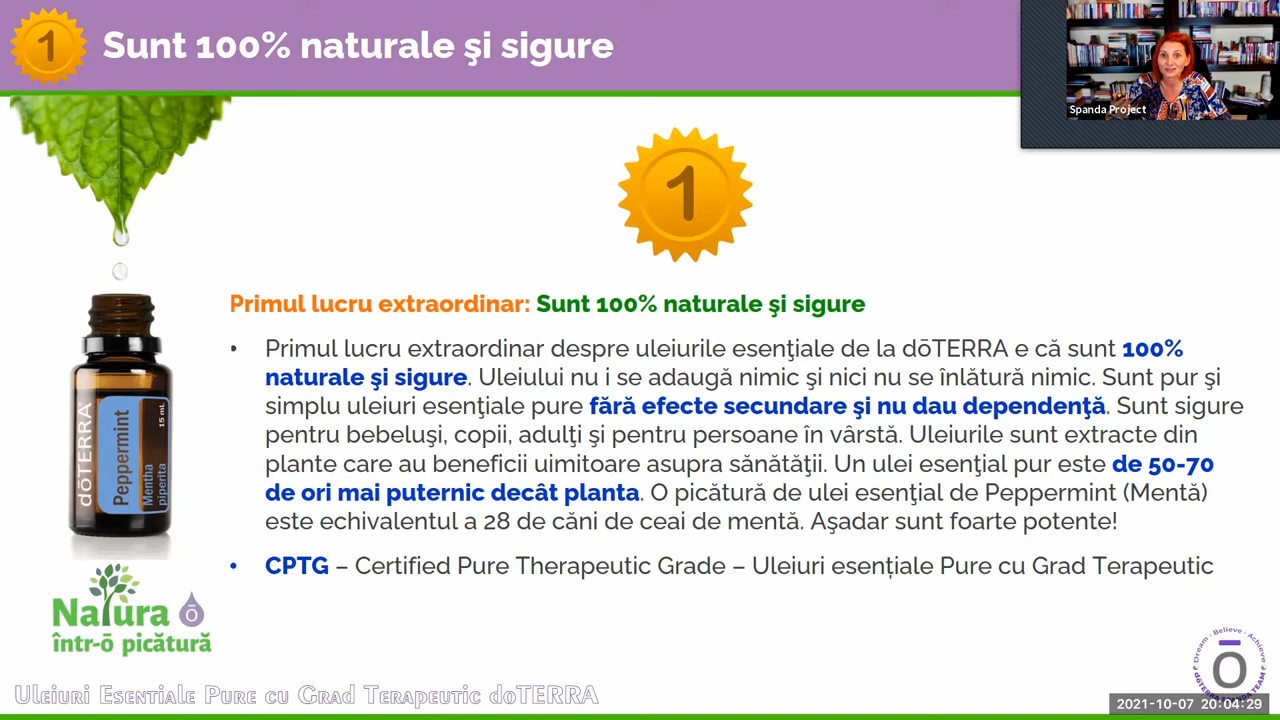 1
Sunt 100% naturale şi sigure
Spanda Project
1
Primul lucru extraordinar: Sunt 100% naturale şi sigure
• Primul lucru extraordinar despre uleiurile esenţiale de la dōTERRA e că sunt 100%
naturale şi sigure. Uleiului nu i se adaugă nimic şi nici nu se înlătură nimic. Sunt pur şi
simplu uleiuri esenţiale pure fără efecte secundare şi nu dau dependenţă. Sunt sigure
pentru bebeluşi, copii, adulţi şi pentru persoane în vârstă. Uleiurile sunt extracte din
plante care au beneficii uimitoare asupra sănătăţii. Un ulei esenţial pur este de 50-70
de ori mai puternic decât planta. O picătură de ulei esenţial de Peppermint (Mentă)
este echivalentul a 28 de căni de ceai de mentă. Aşadar sunt foarte potente!
• CPTG – Certified Pure Therapeutic Grade – Uleiuri esențiale Pure cu Grad Terapeutic
dōTERRA
Peppermint
Mentha
piperita
15 mL
Natura ō
într-ō picătură
Uleiuri Esentiale Pure cu Grad Terapeutic doTERRA
Dream - Believe - Achieve
Ō
dōTERRA SPANDA TEAM
2021-10-07 20:04:29